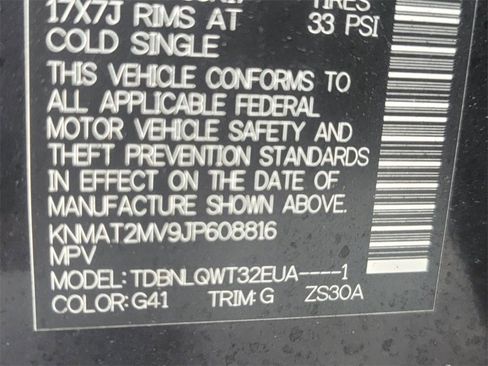 17X7J RIMS AT
TIRES
33 PSI
COLD SINGLE
THIS VEHICLE CONFORMS TO
ALL APPLICABLE FEDERAL
MOTOR VEHICLE SAFETY AND
THEFT PREVENTION STANDARDS
IN EFFECT ON THE DATE OF
MANUFACTURE SHOWN ABOVE.
KNMAT2MV9JP608816
MPV
MODEL: TDBNLQWT32EUA----1
COLOR: G41 TRIM: G ZS30A